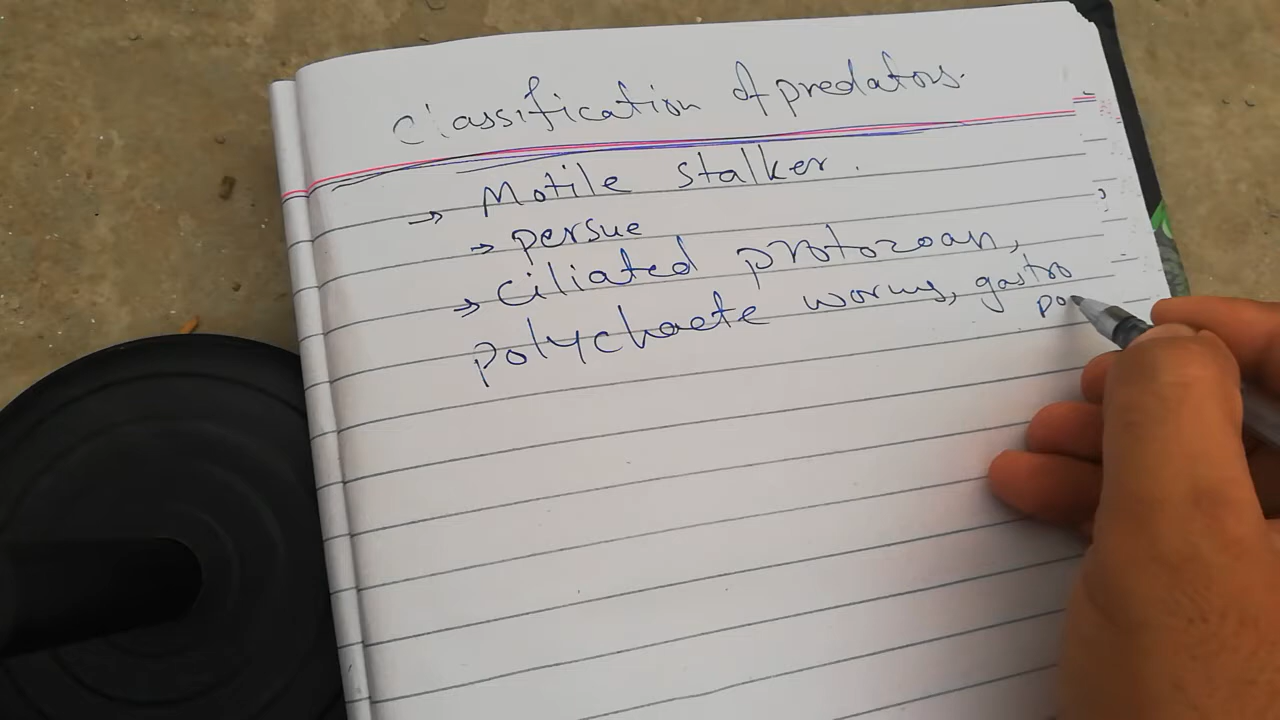 Classification of predators.
→ Motile stalker.
→ persue
→ ciliated protozoan,
polychaete worms, gastro
po